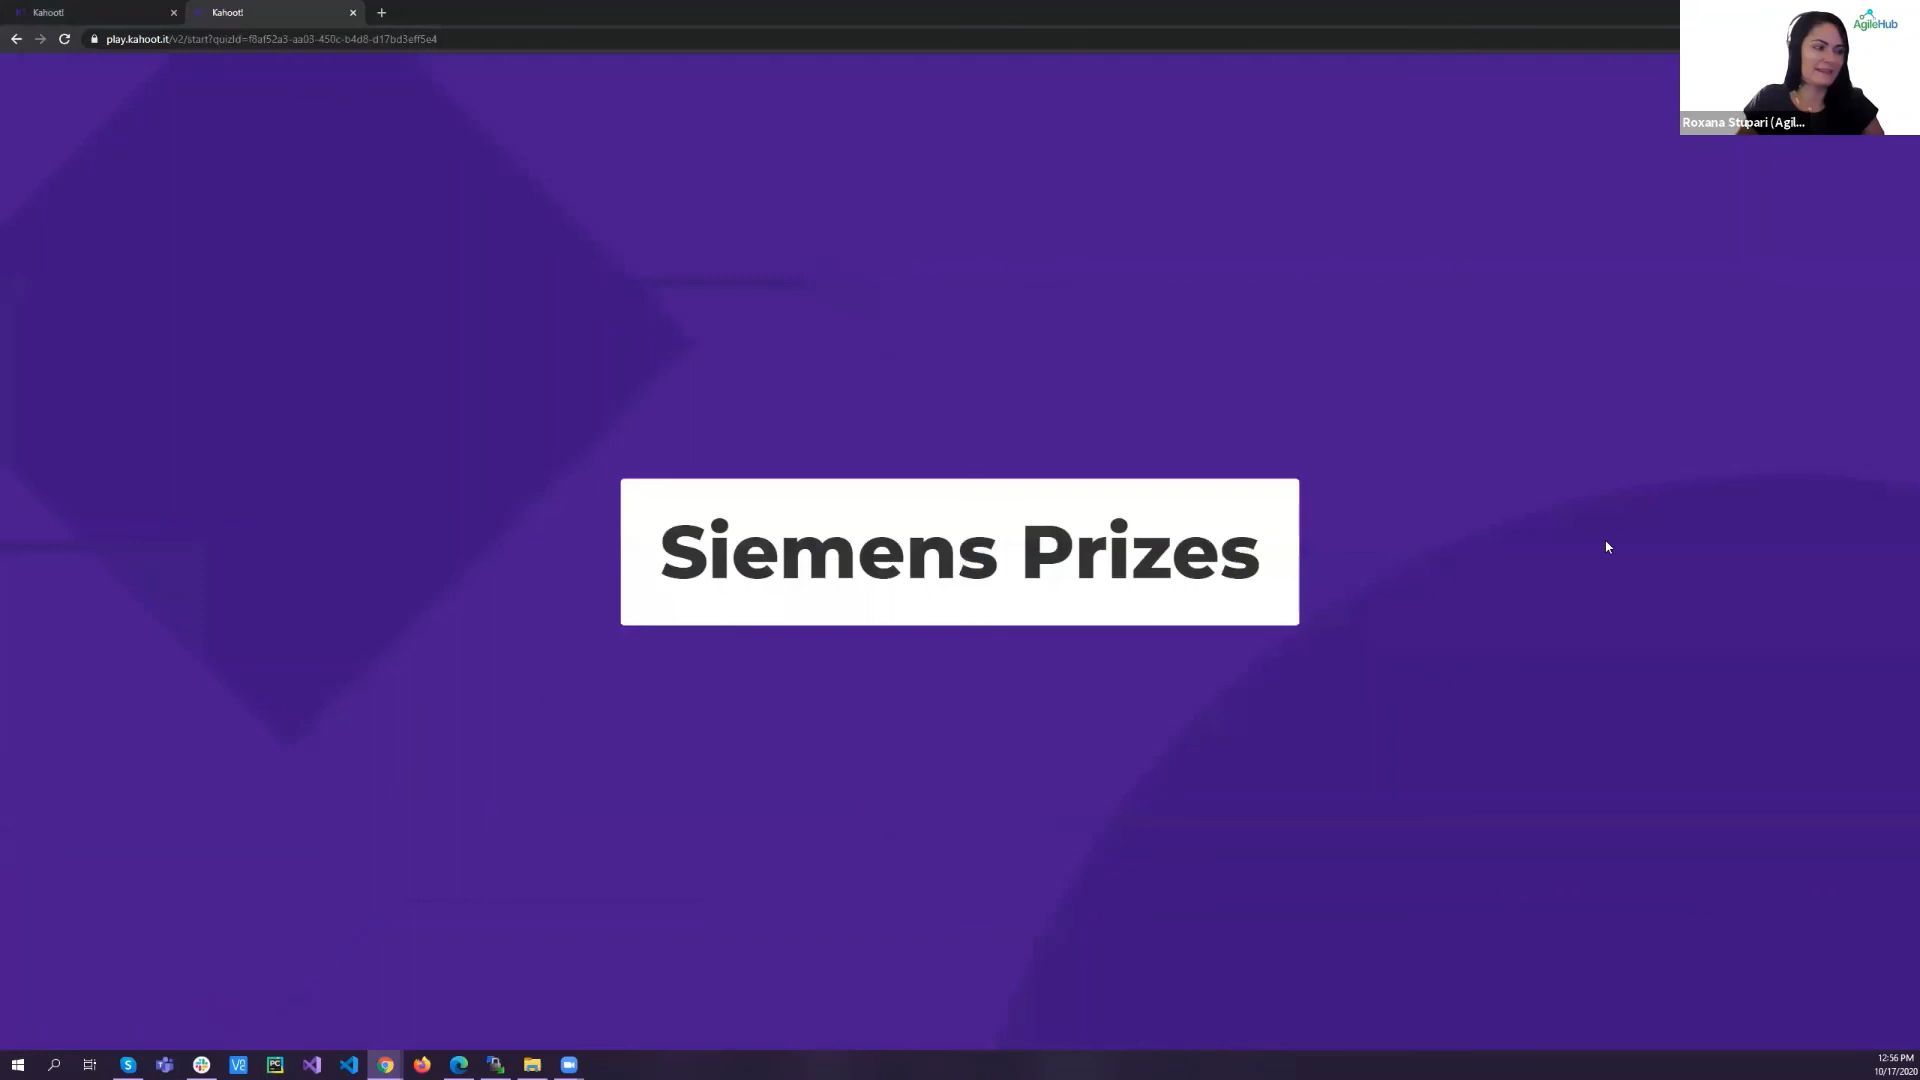 Kahoot!
Kahoot!
play.kahoot.it/v2/start?quizId=f8af52a3-aa03-450c-b4d8-d17bd3eff5e4
AgileHub
Roxana Stupari (Agil...
Siemens Prizes
12:56 PM
10/17/2020